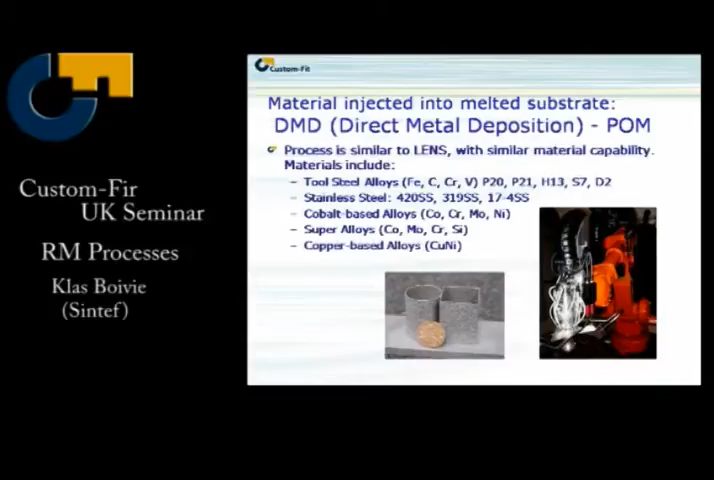 Custom-Fir
UK Seminar
RM Processes
Klas Boivie
(Sintef)
Custom-Fit
Material injected into melted substrate:
DMD (Direct Metal Deposition) - POM
Process is similar to LENS, with similar material capability.
Materials include:
– Tool Steel Alloys (Fe, C, Cr, V) P20, P21, H13, S7, D2
– Stainless Steel: 420SS, 319SS, 17-4SS
– Cobalt-based Alloys (Co, Cr, Mo, Ni)
– Super Alloys (Co, Mo, Cr, Si)
– Copper-based Alloys (CuNi)